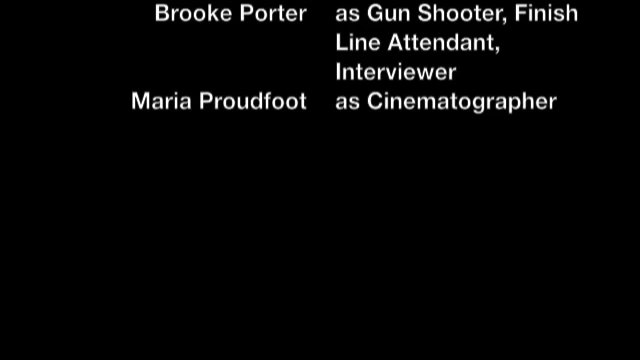 Brooke Porter as Gun Shooter, Finish
Line Attendant,
Interviewer
Maria Proudfoot as Cinematographer